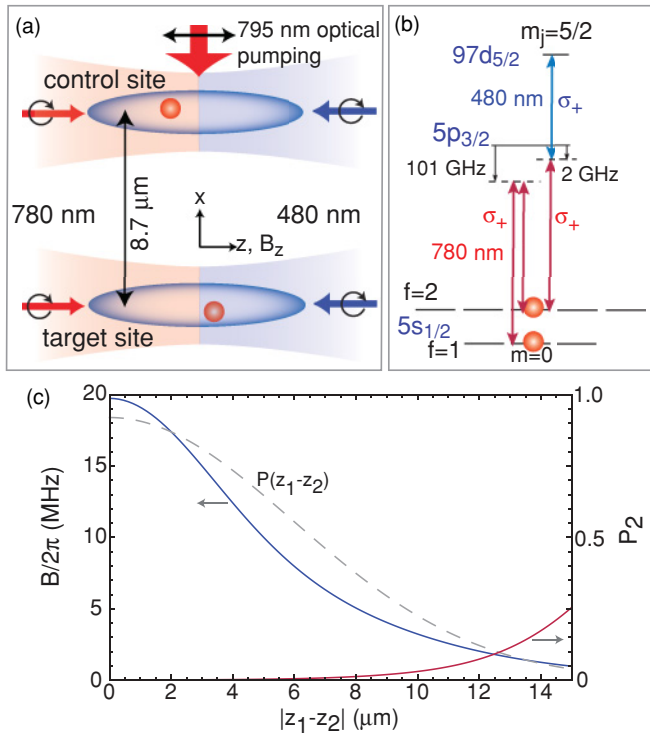 (a)
795 nm optical
pumping
control site
780 nm
8.7 μm
x
z, B_z
480 nm
target site
(b)
m_j=5/2
97d_5/2
480 nm
σ_+
5p_3/2
101 GHz
2 GHz
σ_+
σ_+
780 nm
f=2
5s_1/2
f=1
m=0
(c)
20
15
10
5
0
B/2π (MHz)
P(z_1-z_2)
1.0
0.5
0
P_2
0
2
4
6
8
10
12
14
|z_1-z_2| (μm)